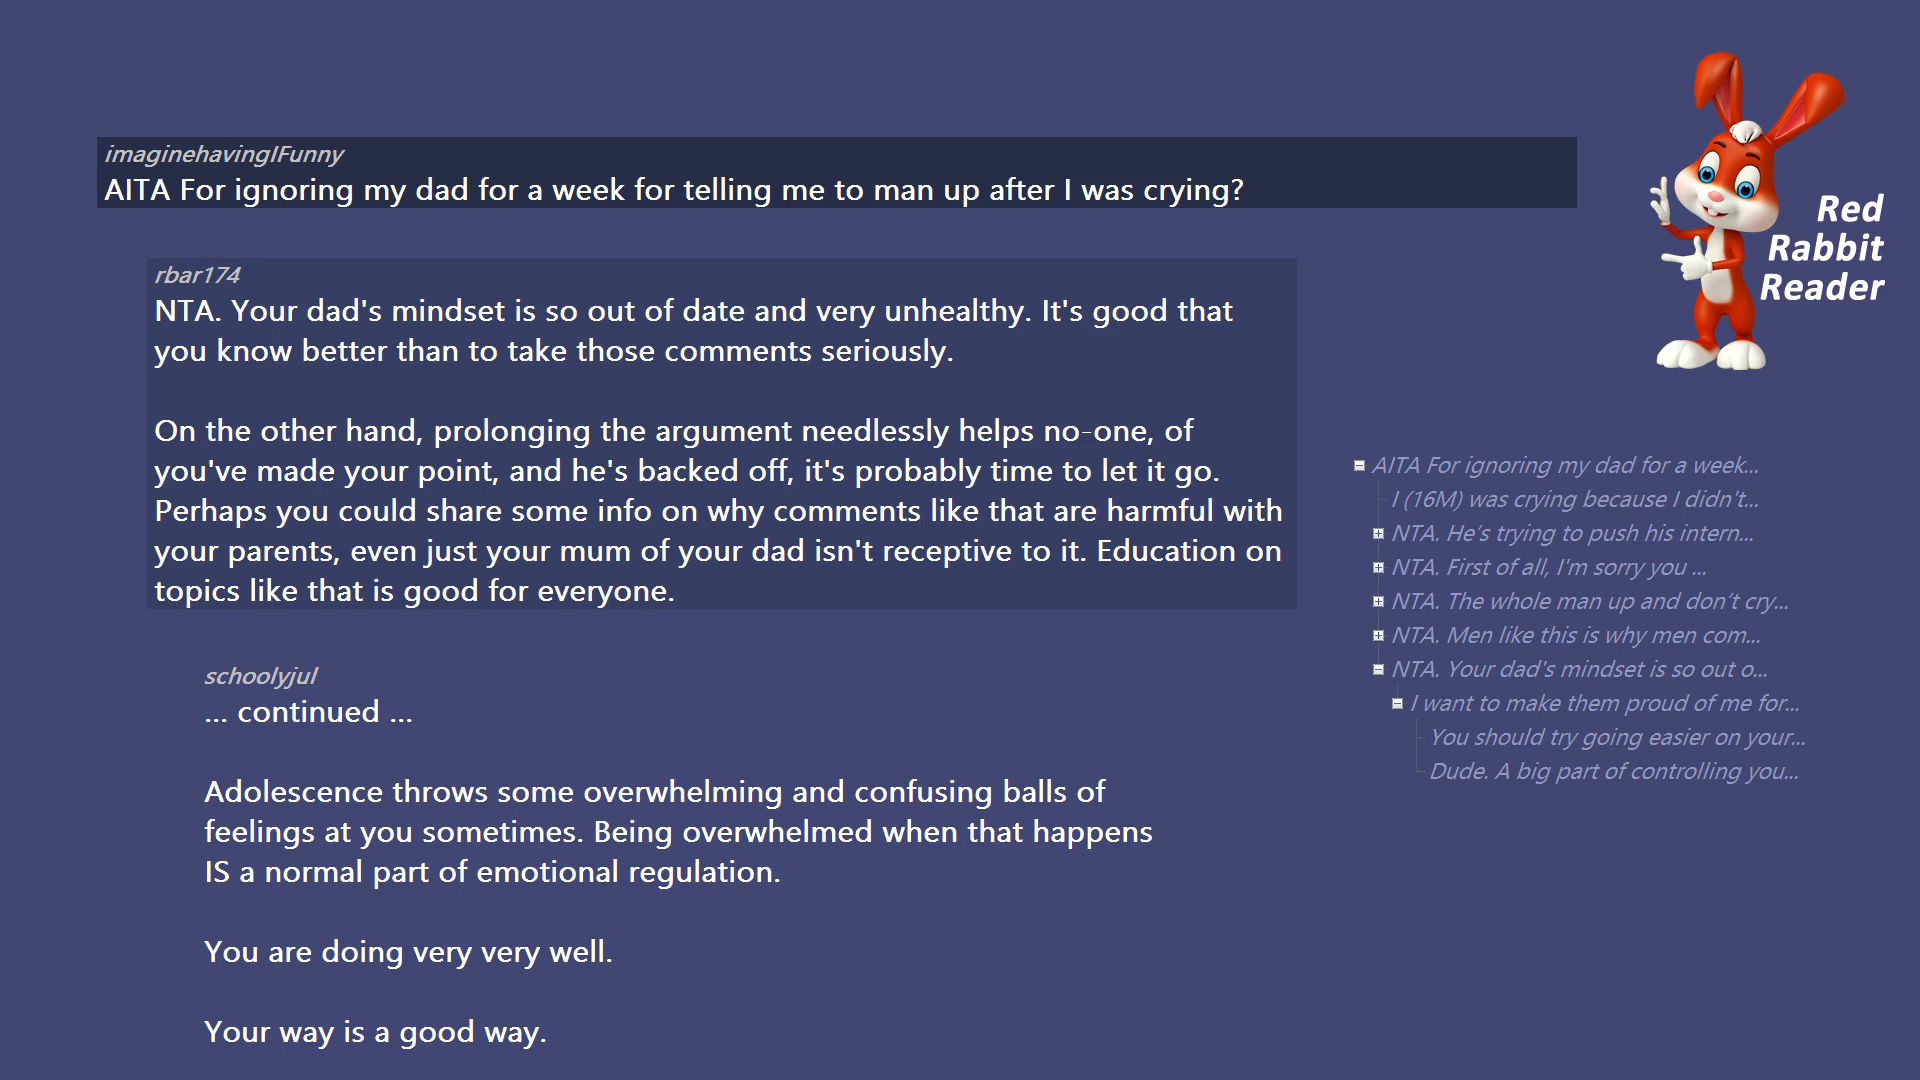 imaginehavingIFunny
AITA For ignoring my dad for a week for telling me to man up after I was crying?
rbar174
NTA. Your dad's mindset is so out of date and very unhealthy. It's good that
you know better than to take those comments seriously.
On the other hand, prolonging the argument needlessly helps no-one, of
you've made your point, and he's backed off, it's probably time to let it go.
Perhaps you could share some info on why comments like that are harmful with
your parents, even just your mum of your dad isn't receptive to it. Education on
topics like that is good for everyone.
schoolyjul
... continued ...
Adolescence throws some overwhelming and confusing balls of
feelings at you sometimes. Being overwhelmed when that happens
IS a normal part of emotional regulation.
You are doing very very well.
Your way is a good way.
Red
Rabbit
Reader
AITA For ignoring my dad for a week...
I (16M) was crying because I didn't...
NTA. He’s trying to push his intern...
NTA. First of all, I'm sorry you ...
NTA. The whole man up and don’t cry...
NTA. Men like this is why men com...
NTA. Your dad's mindset is so out o...
I want to make them proud of me for...
You should try going easier on your...
Dude. A big part of controlling you...